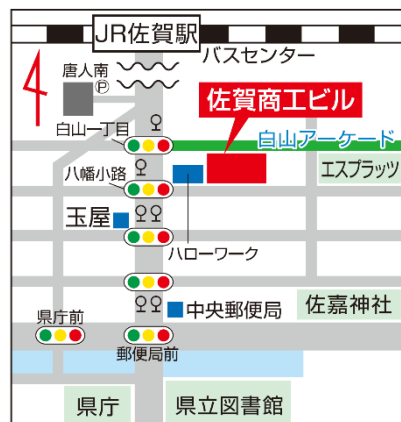 JR佐賀駅
バスセンター
唐人南
P
佐賀商工ビル
白山一丁目
白山アーケード
エスプラッツ
八幡小路
玉屋
ハローワーク
中央郵便局
佐嘉神社
県庁前
郵便局前
県庁
県立図書館